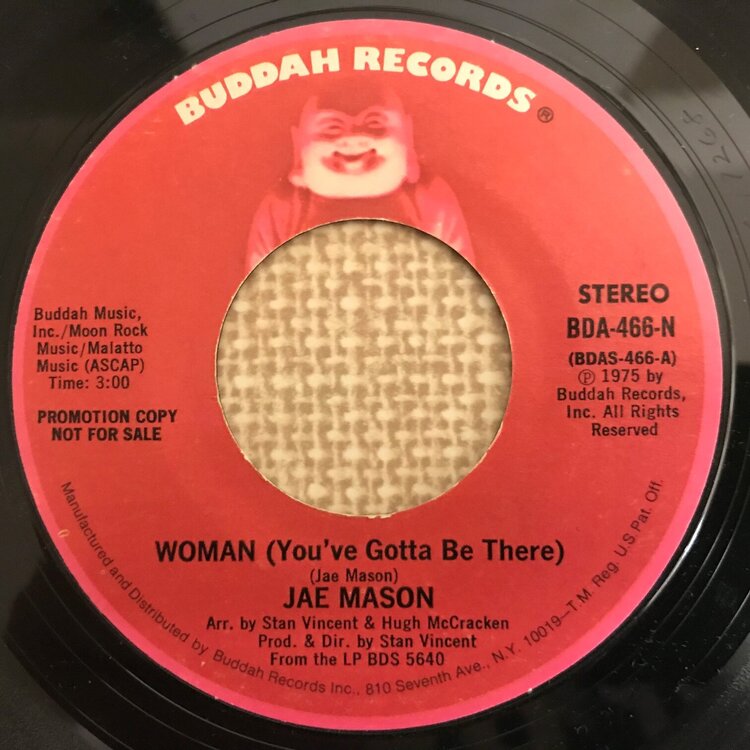 BUDDAH RECORDS®
Buddah Music,
Inc./Moon Rock
Music/Malatto
Music (ASCAP)
Time: 3:00
PROMOTION COPY
NOT FOR SALE
STEREO
BDA-466-N
(BDAS-466-A)
Ⓟ 1975 by
Buddah Records,
Inc. All Rights
Reserved
1268
WOMAN (You've Gotta Be There)
(Jae Mason)
JAE MASON
Arr. by Stan Vincent & Hugh McCracken
Prod. & Dir. by Stan Vincent
From the LP BDS 5640
Manufactured and Distributed by Buddah Records Inc., 810 Seventh Ave., N.Y. 10019–T.M. Reg. U.S. Pat. Off.